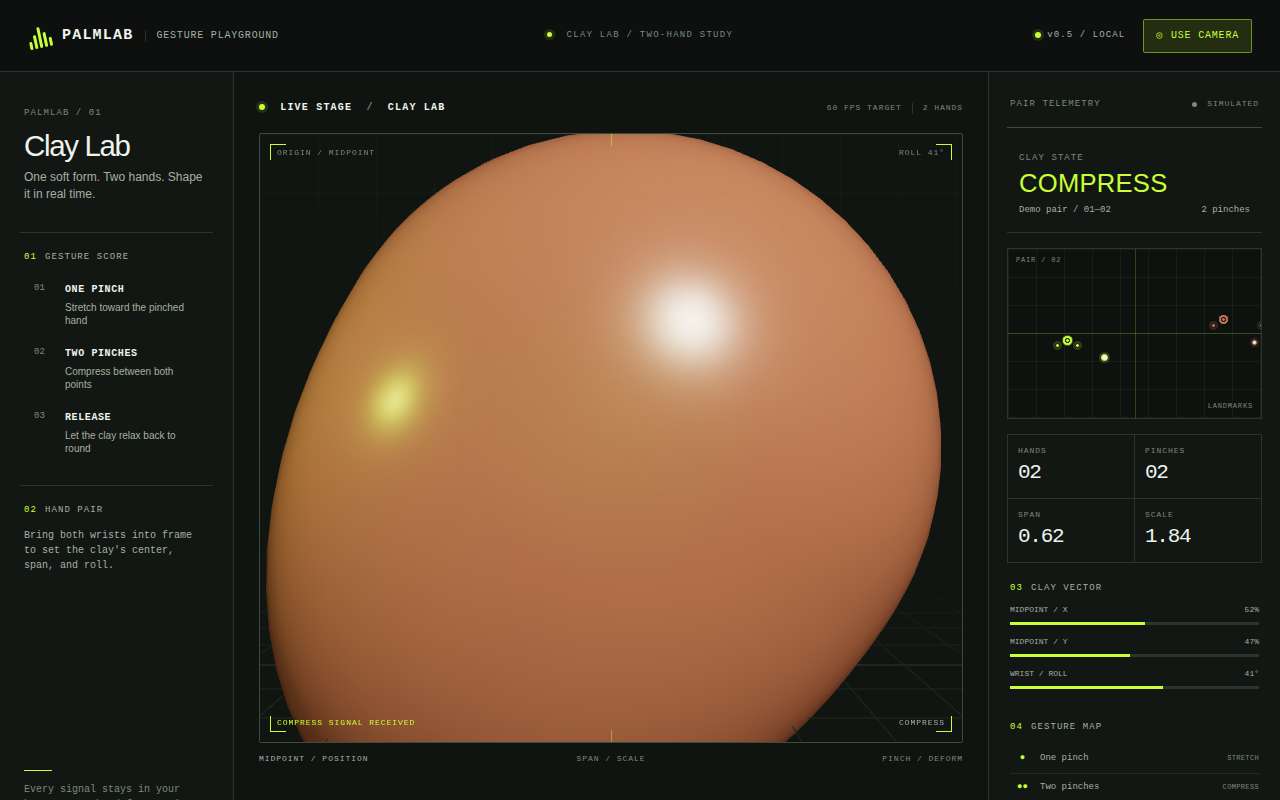 PALMLAB
GESTURE PLAYGROUND
CLAY LAB / TWO-HAND STUDY
v0.5 / LOCAL
◎ USE CAMERA
PALMLAB / 01
Clay Lab
One soft form. Two hands. Shape
it in real time.
01 GESTURE SCORE
01 ONE PINCH
Stretch toward the pinched
hand
02 TWO PINCHES
Compress between both
points
03 RELEASE
Let the clay relax back to
round
02 HAND PAIR
Bring both wrists into frame
to set the clay's center,
span, and roll.
Every signal stays in your
LIVE STAGE / CLAY LAB
60 FPS TARGET
2 HANDS
ORIGIN / MIDPOINT
ROLL 41°
COMPRESS SIGNAL RECEIVED
COMPRESS
MIDPOINT / POSITION
SPAN / SCALE
PINCH / DEFORM
PAIR TELEMETRY
SIMULATED
CLAY STATE
COMPRESS
Demo pair / 01—02
2 pinches
PAIR / 02
LANDMARKS
HANDS
02
PINCHES
02
SPAN
0.62
SCALE
1.84
03 CLAY VECTOR
MIDPOINT / X 52%
MIDPOINT / Y 47%
WRIST / ROLL 41°
04 GESTURE MAP
One pinch STRETCH
Two pinches COMPRESS